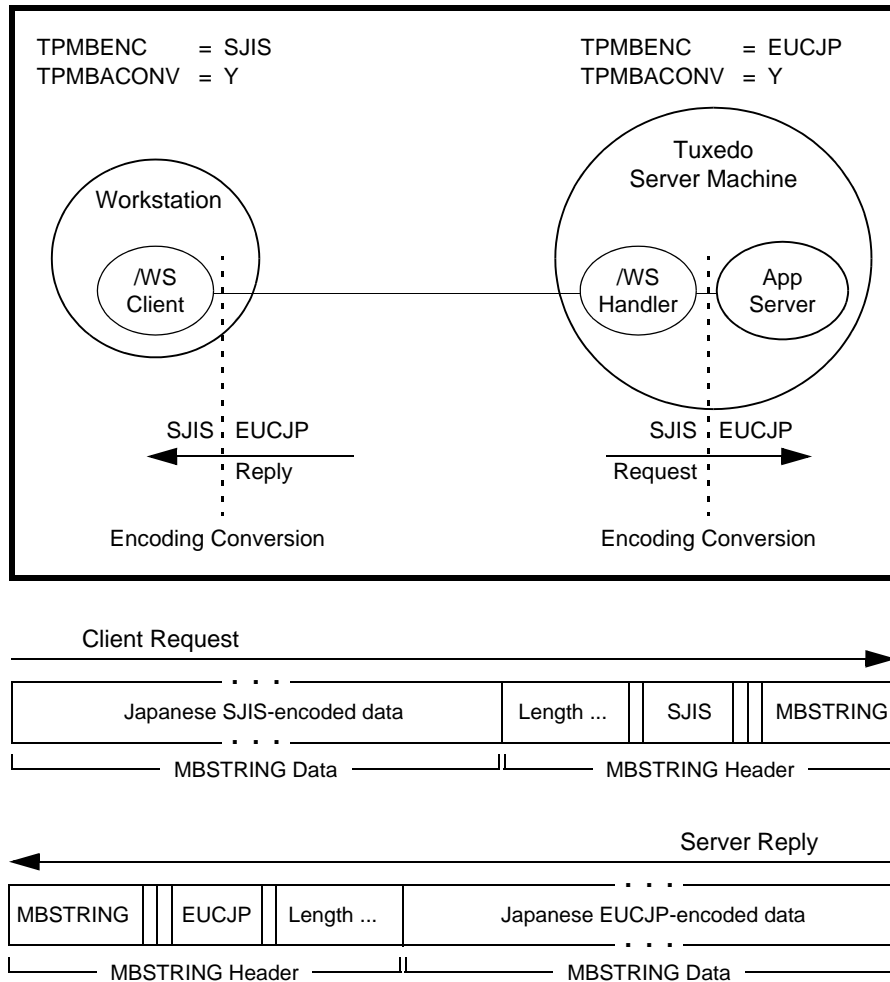 TPMBENC = SJIS
TPMBACONV = Y
TPMBENC = EUCJP
TPMBACONV = Y
Workstation
/WS
Client
Tuxedo
Server Machine
/WS
Handler
App
Server
SJIS EUCJP
Reply
Encoding Conversion
SJIS EUCJP
Request
Encoding Conversion
Client Request
. . .
Japanese SJIS-encoded data
Length ...
SJIS
MBSTRING
. . .
MBSTRING Data
MBSTRING Header
Server Reply
. . .
MBSTRING
EUCJP
Length ...
Japanese EUCJP-encoded data
. . .
MBSTRING Header
MBSTRING Data